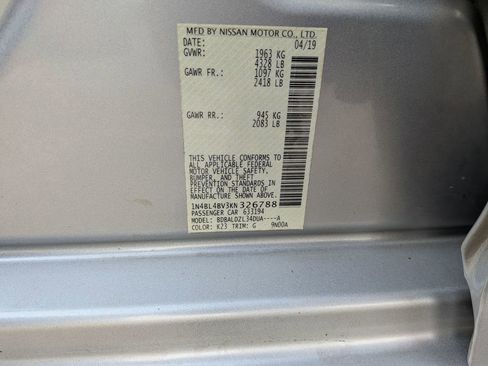 MFD BY NISSAN MOTOR CO., LTD.
DATE: 04/19
GVWR: 1963 KG
4328 LB
GAWR FR.: 1097 KG
2418 LB
GAWR RR.: 945 KG
2083 LB
THIS VEHICLE CONFORMS TO
ALL APPLICABLE FEDERAL
MOTOR VEHICLE SAFETY,
BUMPER, AND THEFT
PREVENTION STANDARDS
IN EFFECT ON THE DATE OF
MANUFACTURE SHOWN ABOVE.
1N4BL4BV3KN326788
PASSENGER CAR 633194
MODEL: BDBALDZL34DUA----A
COLOR: K23 TRIM: G 9N00A